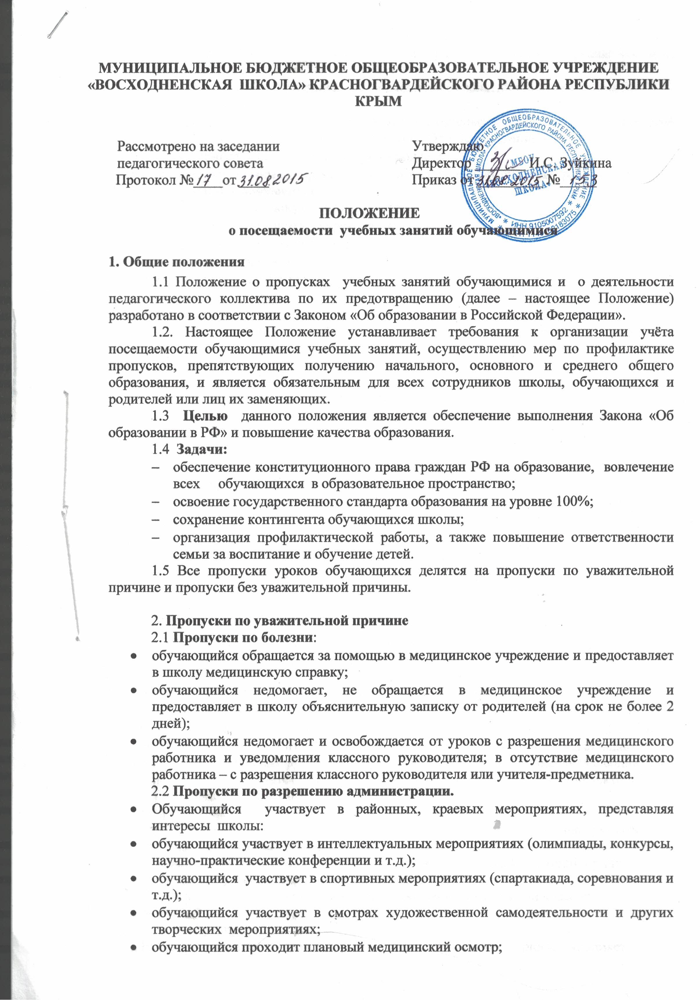 МУНИЦИПАЛЬНОЕ БЮДЖЕТНОЕ ОБЩЕОБРАЗОВАТЕЛЬНОЕ УЧРЕЖДЕНИЕ
«ВОСХОДНЕНСКАЯ ШКОЛА» КРАСНОГВАРДЕЙСКОГО РАЙОНА РЕСПУБЛИКИ
КРЫМ
Рассмотрено на заседании
педагогического совета
Протокол № 17 от 31.08.2015
Утверждаю
Директор И.С. Зуйкина
Приказ от 31.08. 2015 № 153
МУНИЦИПАЛЬНОЕ БЮДЖЕТНОЕ ОБЩЕОБРАЗОВАТЕЛЬНОЕ УЧРЕЖДЕНИЕ
«ВОСХОДНЕНСКАЯ ШКОЛА» КРАСНОГВАРДЕЙСКОГО РАЙОНА РЕСПУБЛИКИ КРЫМ
ИНН 9105007592
МБОУ
«ВОСХОДНЕНСКАЯ
ШКОЛА»
ПОЛОЖЕНИЕ
о посещаемости учебных занятий обучающимися
1. Общие положения
1.1 Положение о пропусках учебных занятий обучающимися и о деятельности
педагогического коллектива по их предотвращению (далее – настоящее Положение)
разработано в соответствии с Законом «Об образовании в Российской Федерации».
1.2. Настоящее Положение устанавливает требования к организации учёта
посещаемости обучающимися учебных занятий, осуществлению мер по профилактике
пропусков, препятствующих получению начального, основного и среднего общего
образования, и является обязательным для всех сотрудников школы, обучающихся и
родителей или лиц их заменяющих.
1.3 Целью данного положения является обеспечение выполнения Закона «Об
образовании в РФ» и повышение качества образования.
1.4 Задачи:
– обеспечение конституционного права граждан РФ на образование, вовлечение
всех обучающихся в образовательное пространство;
– освоение государственного стандарта образования на уровне 100%;
– сохранение контингента обучающихся школы;
– организация профилактической работы, а также повышение ответственности
семьи за воспитание и обучение детей.
1.5 Все пропуски уроков обучающихся делятся на пропуски по уважительной
причине и пропуски без уважительной причины.
2. Пропуски по уважительной причине
2.1 Пропуски по болезни:
• обучающийся обращается за помощью в медицинское учреждение и предоставляет
в школу медицинскую справку;
• обучающийся недомогает, не обращается в медицинское учреждение и
предоставляет в школу объяснительную записку от родителей (на срок не более 2
дней);
• обучающийся недомогает и освобождается от уроков с разрешения медицинского
работника и уведомления классного руководителя; в отсутствие медицинского
работника – с разрешения классного руководителя или учителя-предметника.
2.2 Пропуски по разрешению администрации.
• Обучающийся участвует в районных, краевых мероприятиях, представляя
интересы школы:
• обучающийся участвует в интеллектуальных мероприятиях (олимпиады, конкурсы,
научно-практические конференции и т.д.);
• обучающийся участвует в спортивных мероприятиях (спартакиада, соревнования и
т.д.);
• обучающийся участвует в смотрах художественной самодеятельности и других
творческих мероприятиях;
• обучающийся проходит плановый медицинский осмотр;